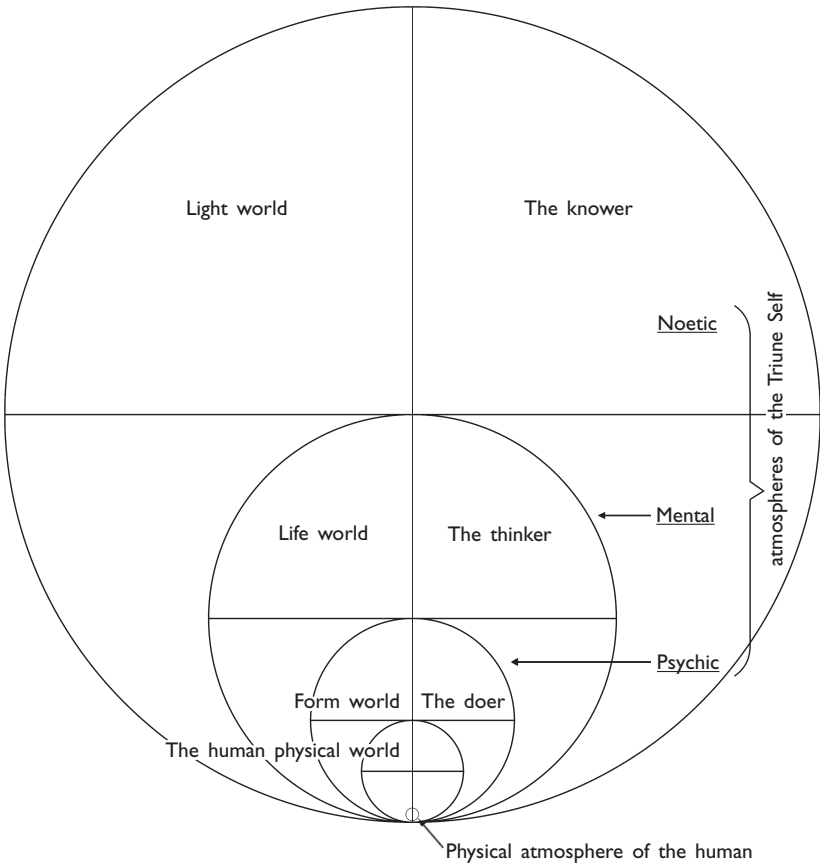 Light world
The knower
Noetic
atmospheres of the Triune Self
Mental
Life world
The thinker
Psychic
Form world
The doer
The human physical world
Physical atmosphere of the human